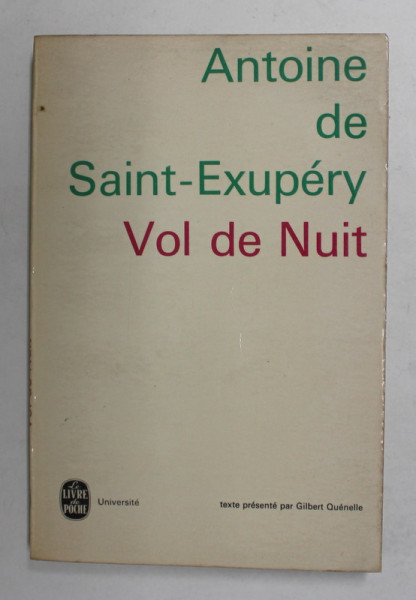 Antoine
de
Saint-Exupéry
Vol de Nuit
Le
LIVRE
de
POCHE
Université
texte présenté par Gilbert Quénelle